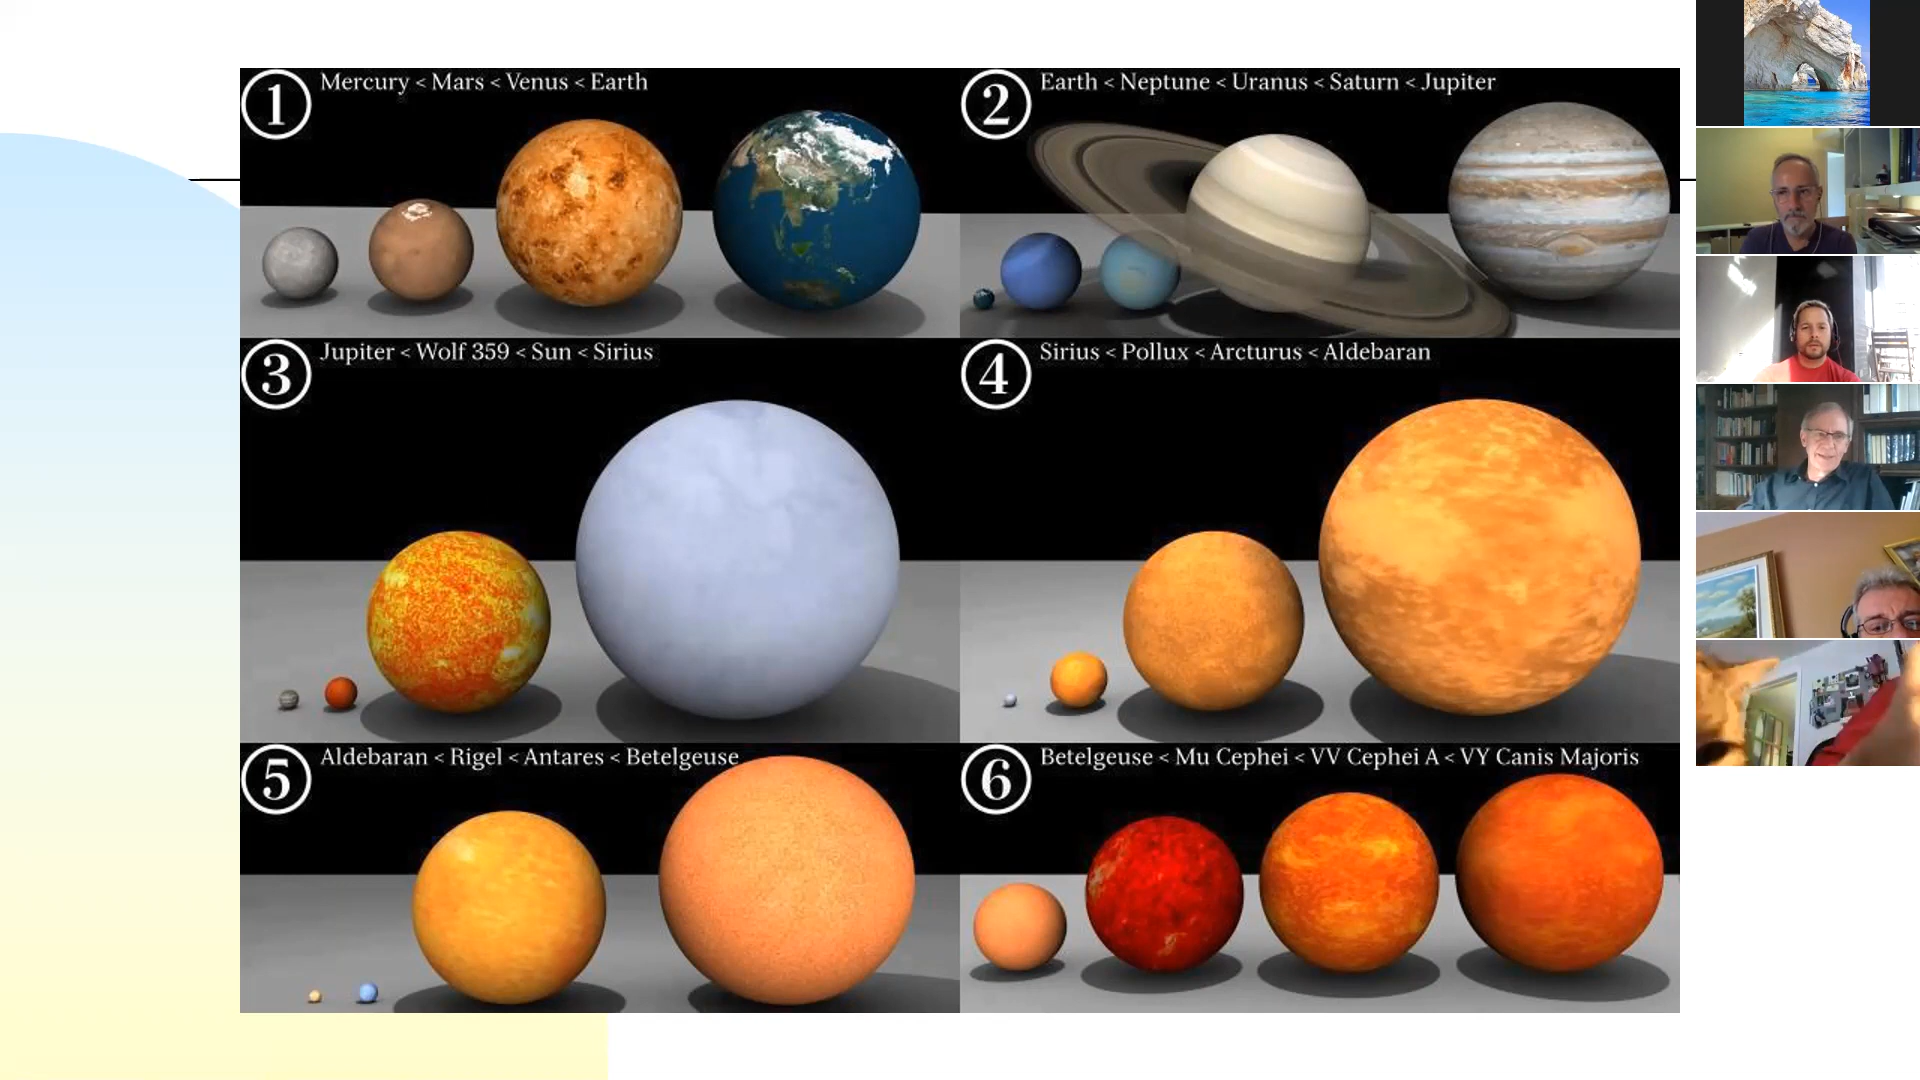 1
Mercury < Mars < Venus < Earth
2
Earth < Neptune < Uranus < Saturn < Jupiter
3
Jupiter < Wolf 359 < Sun < Sirius
4
Sirius < Pollux < Arcturus < Aldebaran
5
Aldebaran < Rigel < Antares < Betelgeuse
6
Betelgeuse < Mu Cephei < VV Cephei A < VY Canis Majoris